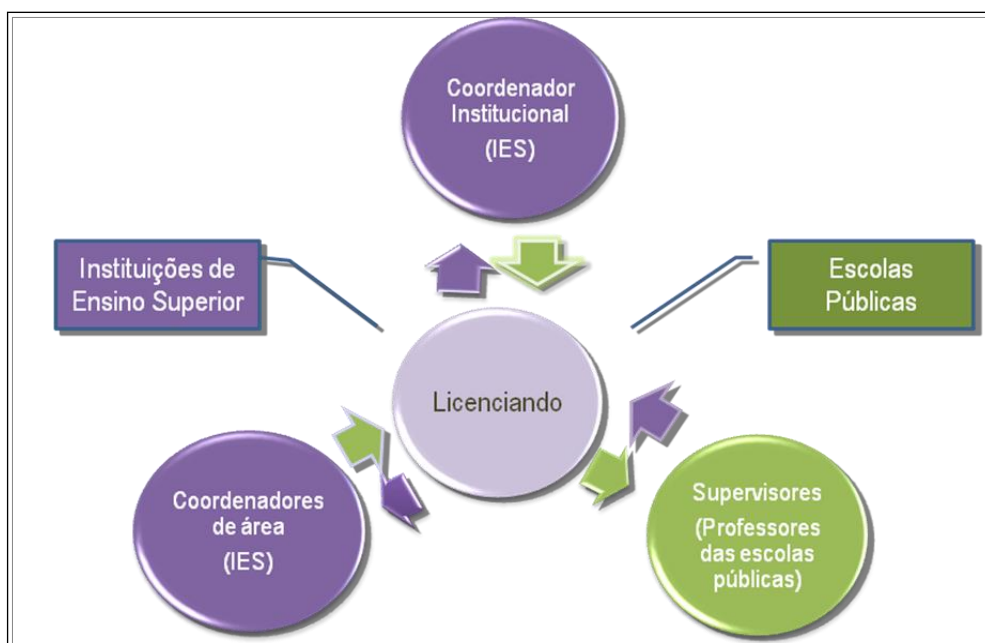 Coordenador
Institucional
(IES)
Instituições de
Ensino Superior
Escolas
Públicas
Licenciando
Coordenadores
de área
(IES)
Supervisores
(Professores
das escolas
públicas)